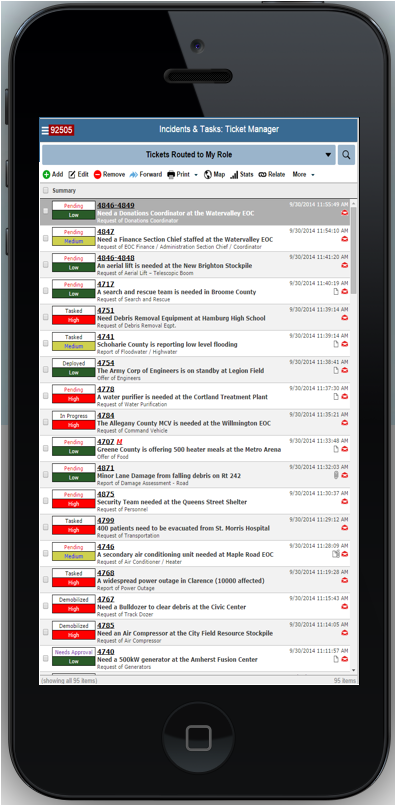 92505 Incidents & Tasks: Ticket Manager
Tickets Routed to My Role
Add Edit Remove Forward Print Map Stats Relate More
Summary
Pending 4846-4849 9/30/2014 11:55:49 AM
Low Need a Donations Coordinator at the Watervalley EOC
Request of Donations Coordinator
Pending 4847 9/30/2014 11:54:10 AM
Medium Need a Finance Section Chief staffed at the Watervalley EOC
Request of EOC Finance / Administration Section Chief / Coordinator
Pending 4846-4848 9/30/2014 11:41:20 AM
Low An aerial lift is needed at the New Brighton Stockpile
Request of Aerial Lift - Telescopic Boom
Pending 4717 9/30/2014 11:40:19 AM
Low A search and rescue team is needed in Broome County
Request of Search and Rescue
Tasked 4751 9/30/2014 11:39:14 AM
High Need Debris Removal Equipment at Hamburg High School
Request of Debris Removal Eqpt.
Tasked 4741 9/30/2014 11:39:14 AM
Medium Schoharie County is reporting low level flooding
Report of Floodwater / Highwater
Deployed 4754 9/30/2014 11:38:41 AM
Low The Army Corp of Engineers is on standby at Legion Field
Offer of Engineers
Pending 4778 9/30/2014 11:37:30 AM
High A water purifier is needed at the Cortland Treatment Plant
Request of Water Purification
In Progress 4784 9/30/2014 11:35:21 AM
High The Allegany County MCV is needed at the Willmington EOC
Request of Command Vehicle
Pending 4707 M 9/30/2014 11:33:48 AM
Low Greene County is offering 500 heater meals at the Metro Arena
Offer of Food
Pending 4871 9/30/2014 11:32:03 AM
Low Minor Lane Damage from falling debris on Rt 242
Report of Damage Assessment - Road
Pending 4875 9/30/2014 11:30:37 AM
High Security Team needed at the Queens Street Shelter
Request of Personnel
Tasked 4799 9/30/2014 11:29:12 AM
High 400 patients need to be evacuated from St. Morris Hospital
Request of Transportation
Pending 4746 9/30/2014 11:28:09 AM
Medium A secondary air conditioning unit needed at Maple Road EOC
Request of Air Conditioner / Heater
Tasked 4768 9/30/2014 11:19:28 AM
High A widespread power outage in Clarence (10000 affected)
Report of Power Outage
Demobilized 4767 9/30/2014 11:15:43 AM
High Need a Bulldozer to clear debris at the Civic Center
Request of Track Dozer
Demobilized 4785 9/30/2014 11:14:05 AM
High Need an Air Compressor at the City Field Resource Stockpile
Request of Air Compressor
Needs Approval 4740 9/30/2014 11:11:57 AM
Low Need a 500kW generator at the Amherst Fusion Center
Request of Generators
(showing all 95 items) 95 items